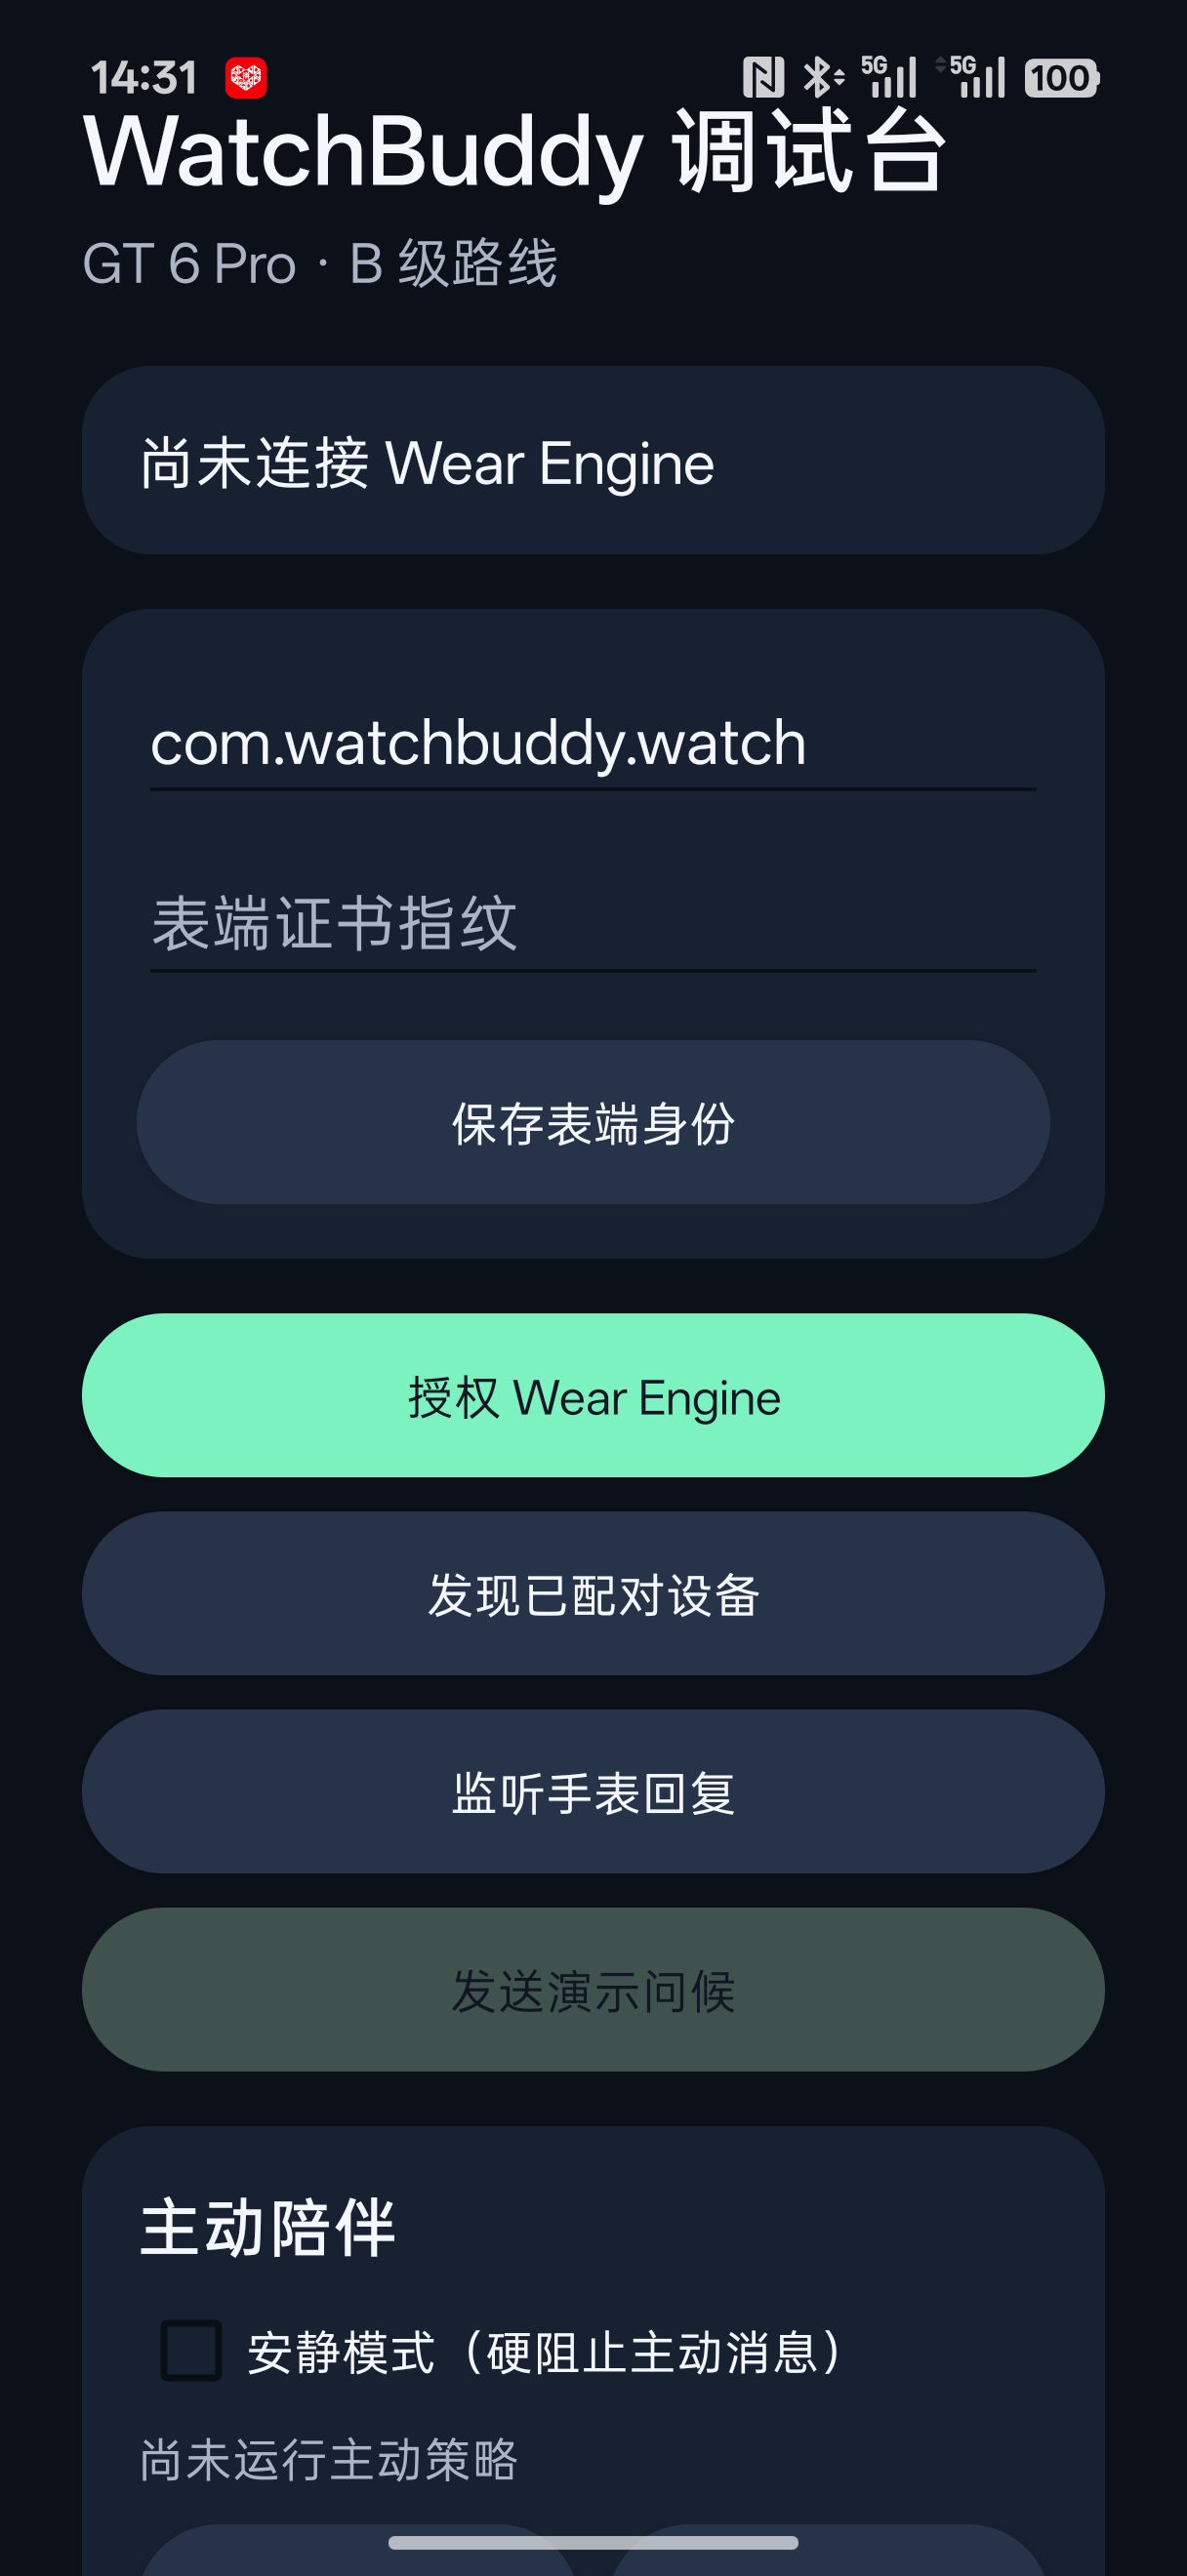 14:31
5G 5G 100
WatchBuddy 调试台
GT 6 Pro · B 级路线
尚未连接 Wear Engine
com.watchbuddy.watch
表端证书指纹
保存表端身份
授权 Wear Engine
发现已配对设备
监听手表回复
发送演示问候
主动陪伴
安静模式（硬阻止主动消息）
尚未运行主动策略